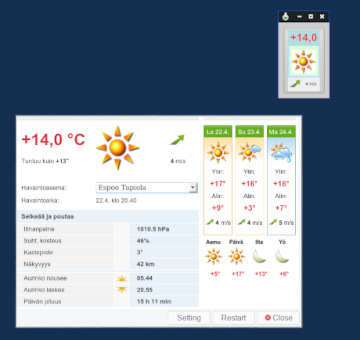 +14,0
4 m/s
+14,0 °C
Tuntuu kuin +13°
4 m/s
Havaintoasema: Espoo Tapiola
Havaintoaika: 22.4. klo 20.40
Selkeää ja poutaa
Ilmanpaine 1010.5 hPa
Suht. kosteus 46%
Kastepiste 3°
Näkyvyys 42 km
Aurinko nousee 05.44
Aurinko laskee 20.55
Päivän pituus 15 h 11 min
La 22.4. Su 23.4. Ma 24.4.
Ylin: Ylin: Ylin:
+17° +16° +16°
Alin: Alin: Alin:
+9° +3° +7°
4 m/s 4 m/s 5 m/s
Aamu Päivä Ilta Yö
+5° +17° +13° +6°
Setting Restart Close